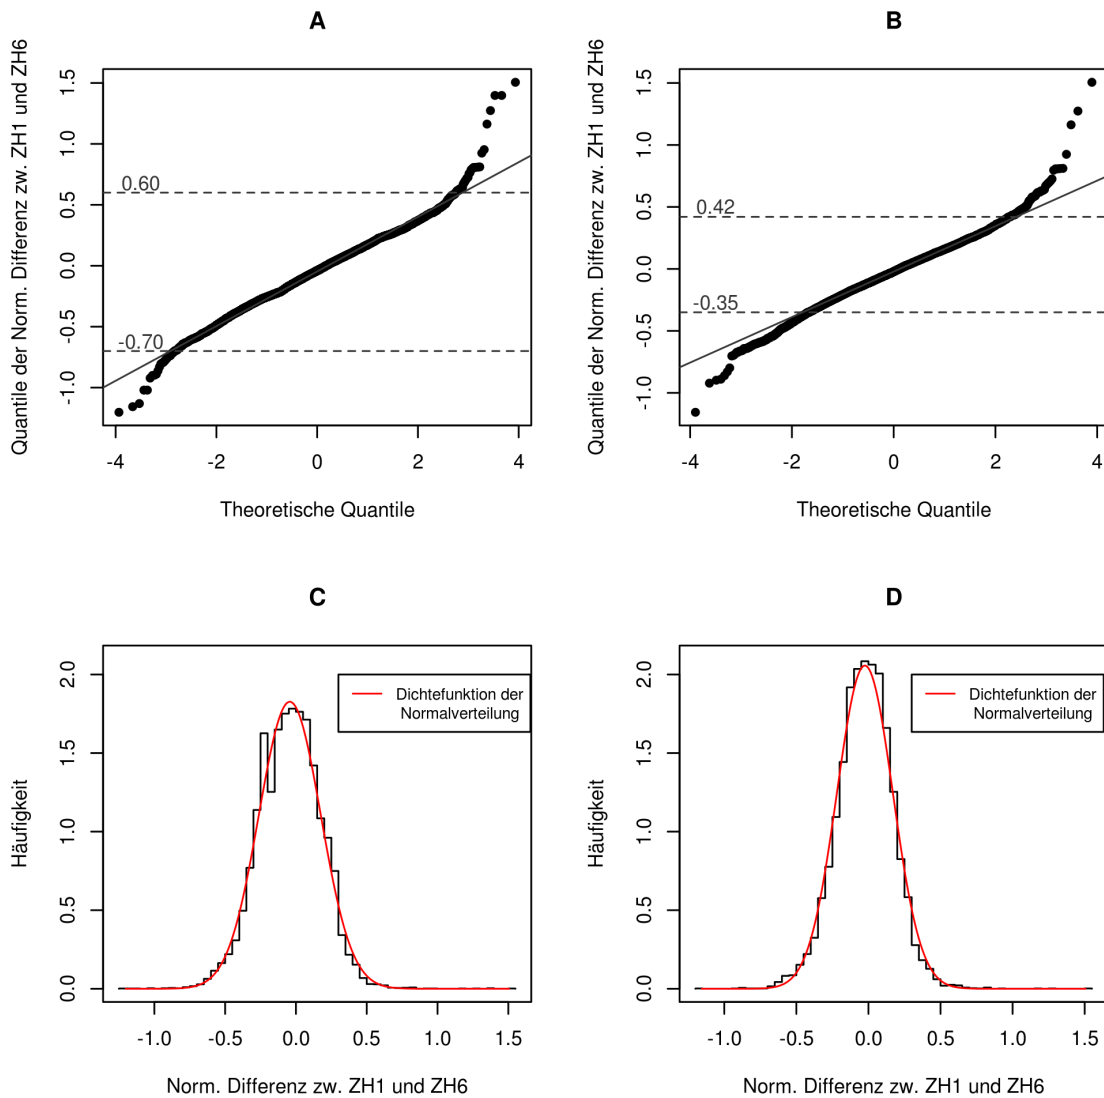 A
Quantile der Norm. Differenz zw. ZH1 und ZH6
1.5
1.0
0.5
0.0
-0.5
-1.0
0.60
-0.70
-4 -2 0 2 4
Theoretische Quantile
B
Quantile der Norm. Differenz zw. ZH1 und ZH6
1.5
1.0
0.5
0.0
-0.5
-1.0
0.42
-0.35
-4 -2 0 2 4
Theoretische Quantile
C
Häufigkeit
2.0
1.5
1.0
0.5
0.0
Dichtefunktion der
Normalverteilung
-1.0 -0.5 0.0 0.5 1.0 1.5
Norm. Differenz zw. ZH1 und ZH6
D
Häufigkeit
2.0
1.5
1.0
0.5
0.0
Dichtefunktion der
Normalverteilung
-1.0 -0.5 0.0 0.5 1.0 1.5
Norm. Differenz zw. ZH1 und ZH6